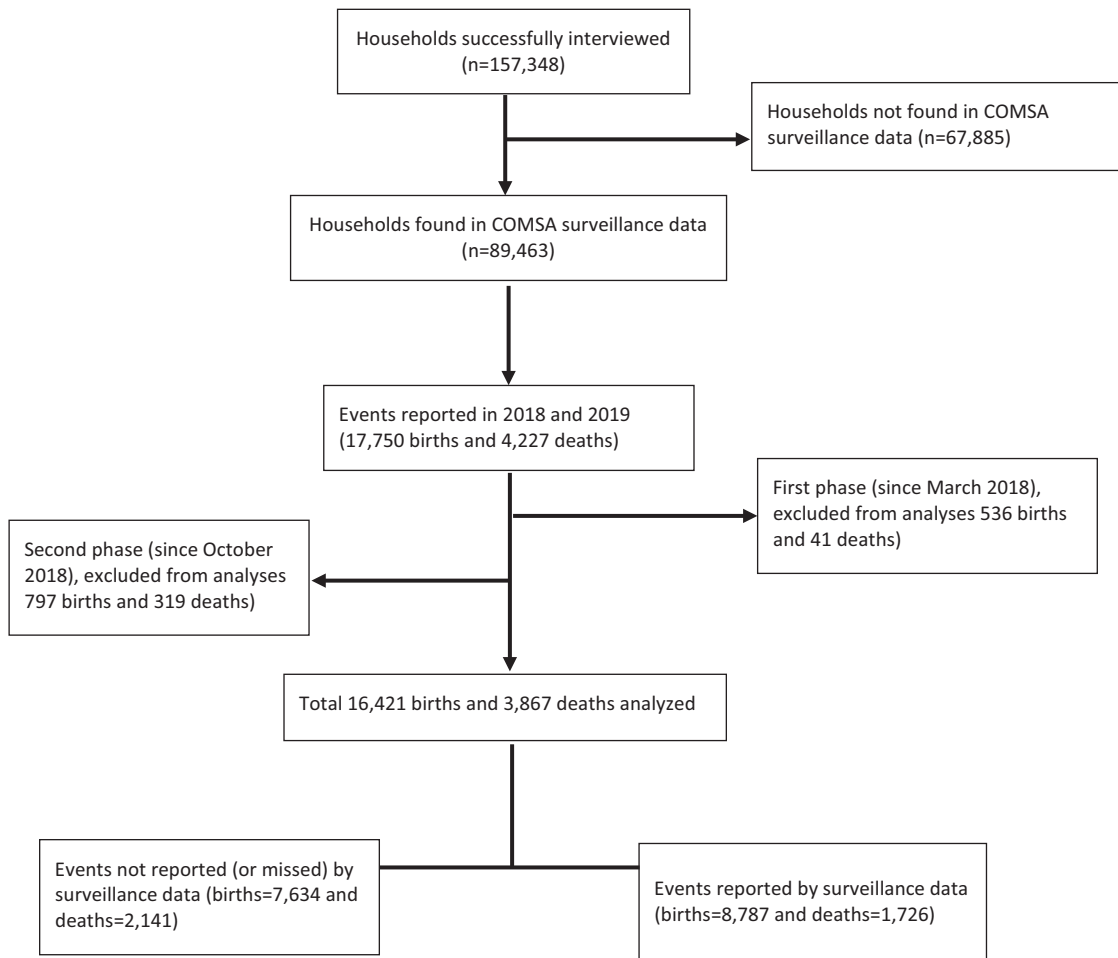 Households successfully interviewed
(n=157,348)
Households not found in COMSA
surveillance data (n=67,885)
Households found in COMSA surveillance data
(n=89,463)
Events reported in 2018 and 2019
(17,750 births and 4,227 deaths)
First phase (since March 2018),
excluded from analyses 536 births
and 41 deaths)
Second phase (since October
2018), excluded from analyses
797 births and 319 deaths)
Total 16,421 births and 3,867 deaths analyzed
Events not reported (or missed) by
surveillance data (births=7,634 and
deaths=2,141)
Events reported by surveillance data
(births=8,787 and deaths=1,726)